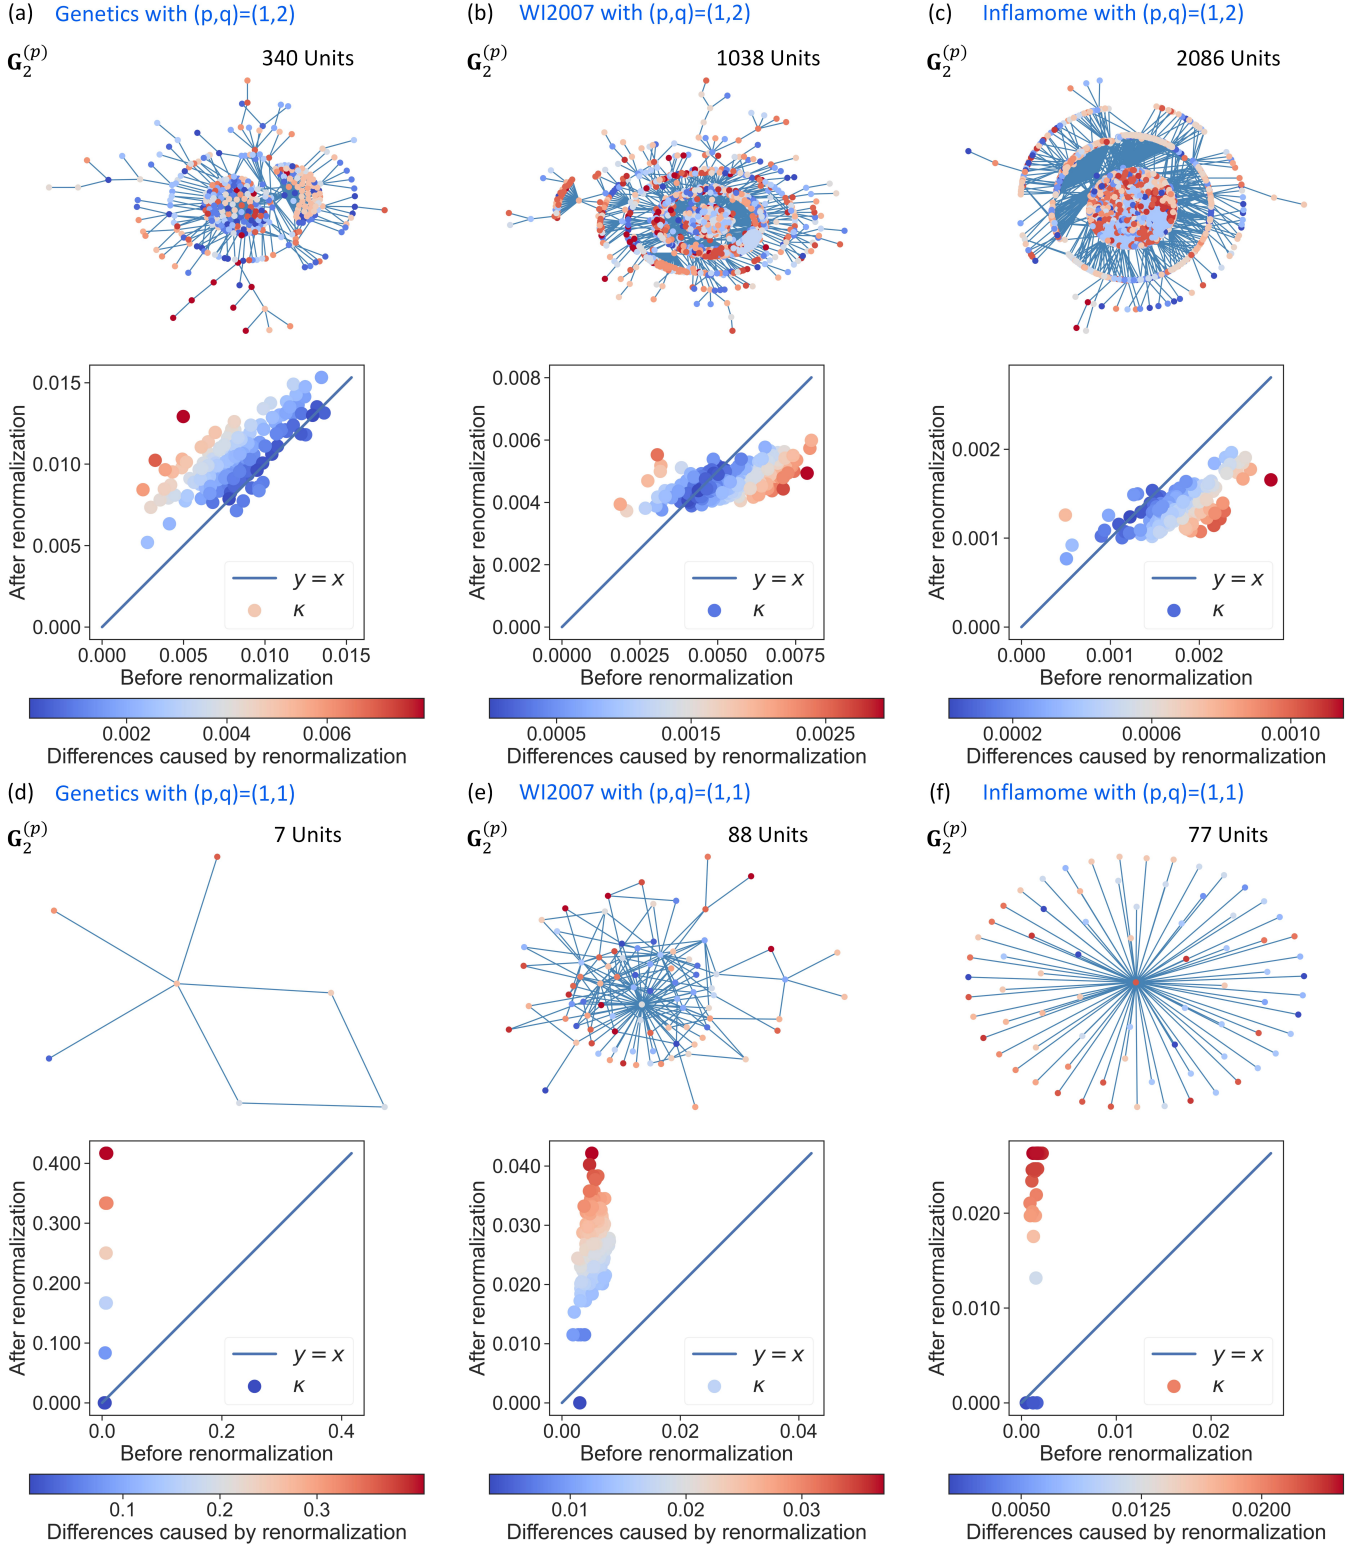 (a) Genetics with (p,q)=(1,2)
G₂⁽ᵖ⁾ 340 Units
After renormalization
0.015
0.010
0.005
0.000
y = x
κ
0.000 0.005 0.010 0.015
Before renormalization
0.002 0.004 0.006
Differences caused by renormalization
(b) WI2007 with (p,q)=(1,2)
G₂⁽ᵖ⁾ 1038 Units
After renormalization
0.008
0.006
0.004
0.002
0.000
y = x
κ
0.0000 0.0025 0.0050 0.0075
Before renormalization
0.0005 0.0015 0.0025
Differences caused by renormalization
(c) Inflamome with (p,q)=(1,2)
G₂⁽ᵖ⁾ 2086 Units
After renormalization
0.002
0.001
0.000
y = x
κ
0.000 0.001 0.002
Before renormalization
0.0002 0.0006 0.0010
Differences caused by renormalization
(d) Genetics with (p,q)=(1,1)
G₂⁽ᵖ⁾ 7 Units
After renormalization
0.400
0.300
0.200
0.100
0.000
y = x
κ
0.0 0.2 0.4
Before renormalization
0.1 0.2 0.3
Differences caused by renormalization
(e) WI2007 with (p,q)=(1,1)
G₂⁽ᵖ⁾ 88 Units
After renormalization
0.040
0.030
0.020
0.010
0.000
y = x
κ
0.00 0.02 0.04
Before renormalization
0.01 0.02 0.03
Differences caused by renormalization
(f) Inflamome with (p,q)=(1,1)
G₂⁽ᵖ⁾ 77 Units
After renormalization
0.020
0.010
0.000
y = x
κ
0.00 0.01 0.02
Before renormalization
0.0050 0.0125 0.0200
Differences caused by renormalization